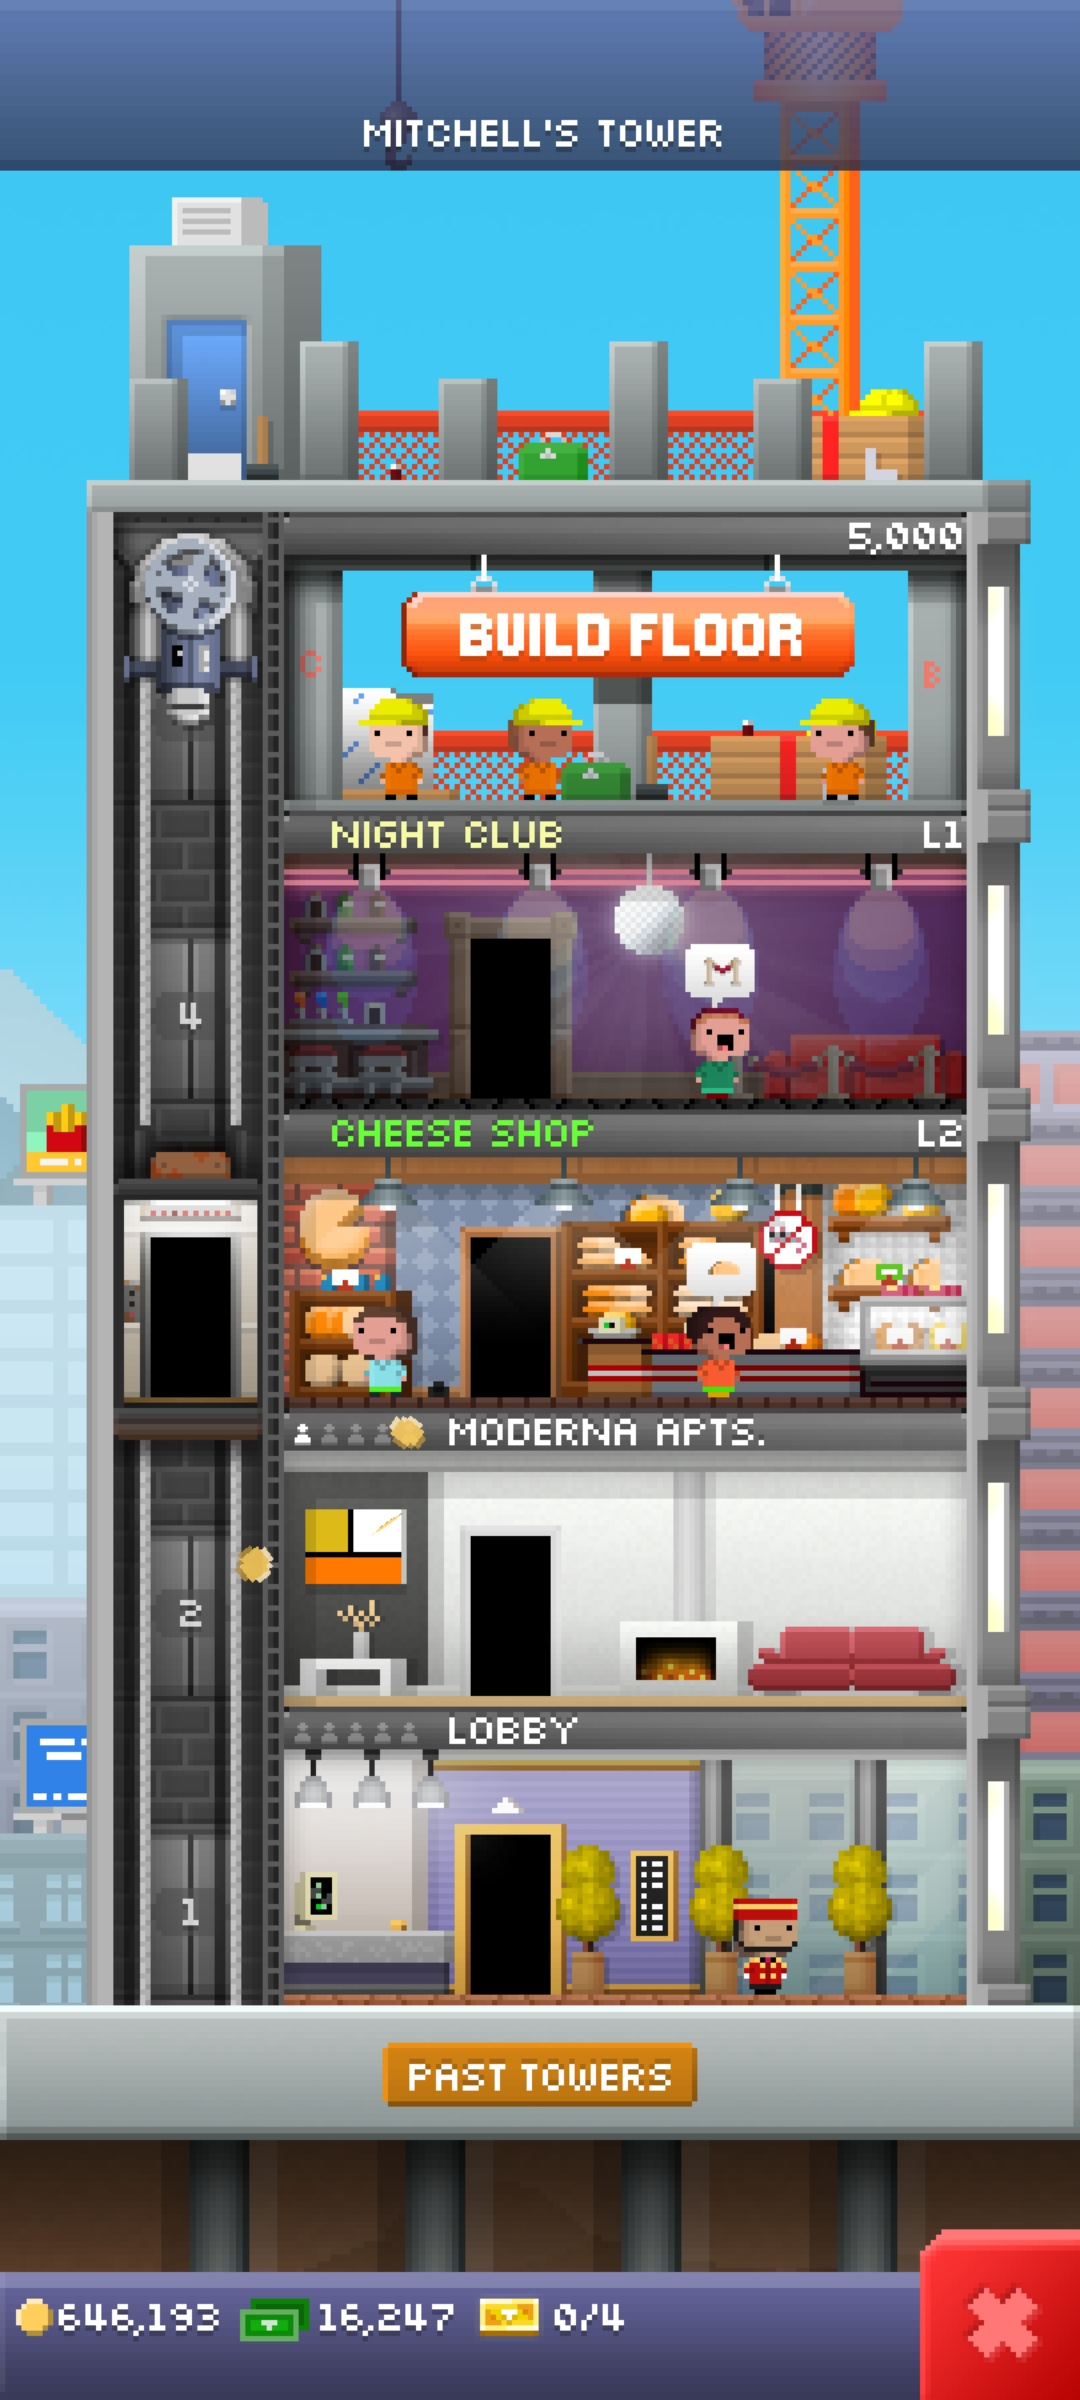 MITCHELL'S TOWER
5,000
BUILD FLOOR
C
B
NIGHT CLUB L1
4
CHEESE SHOP L2
MODERNA APTS.
2
LOBBY
1
PAST TOWERS
646,193 16,247 0/4